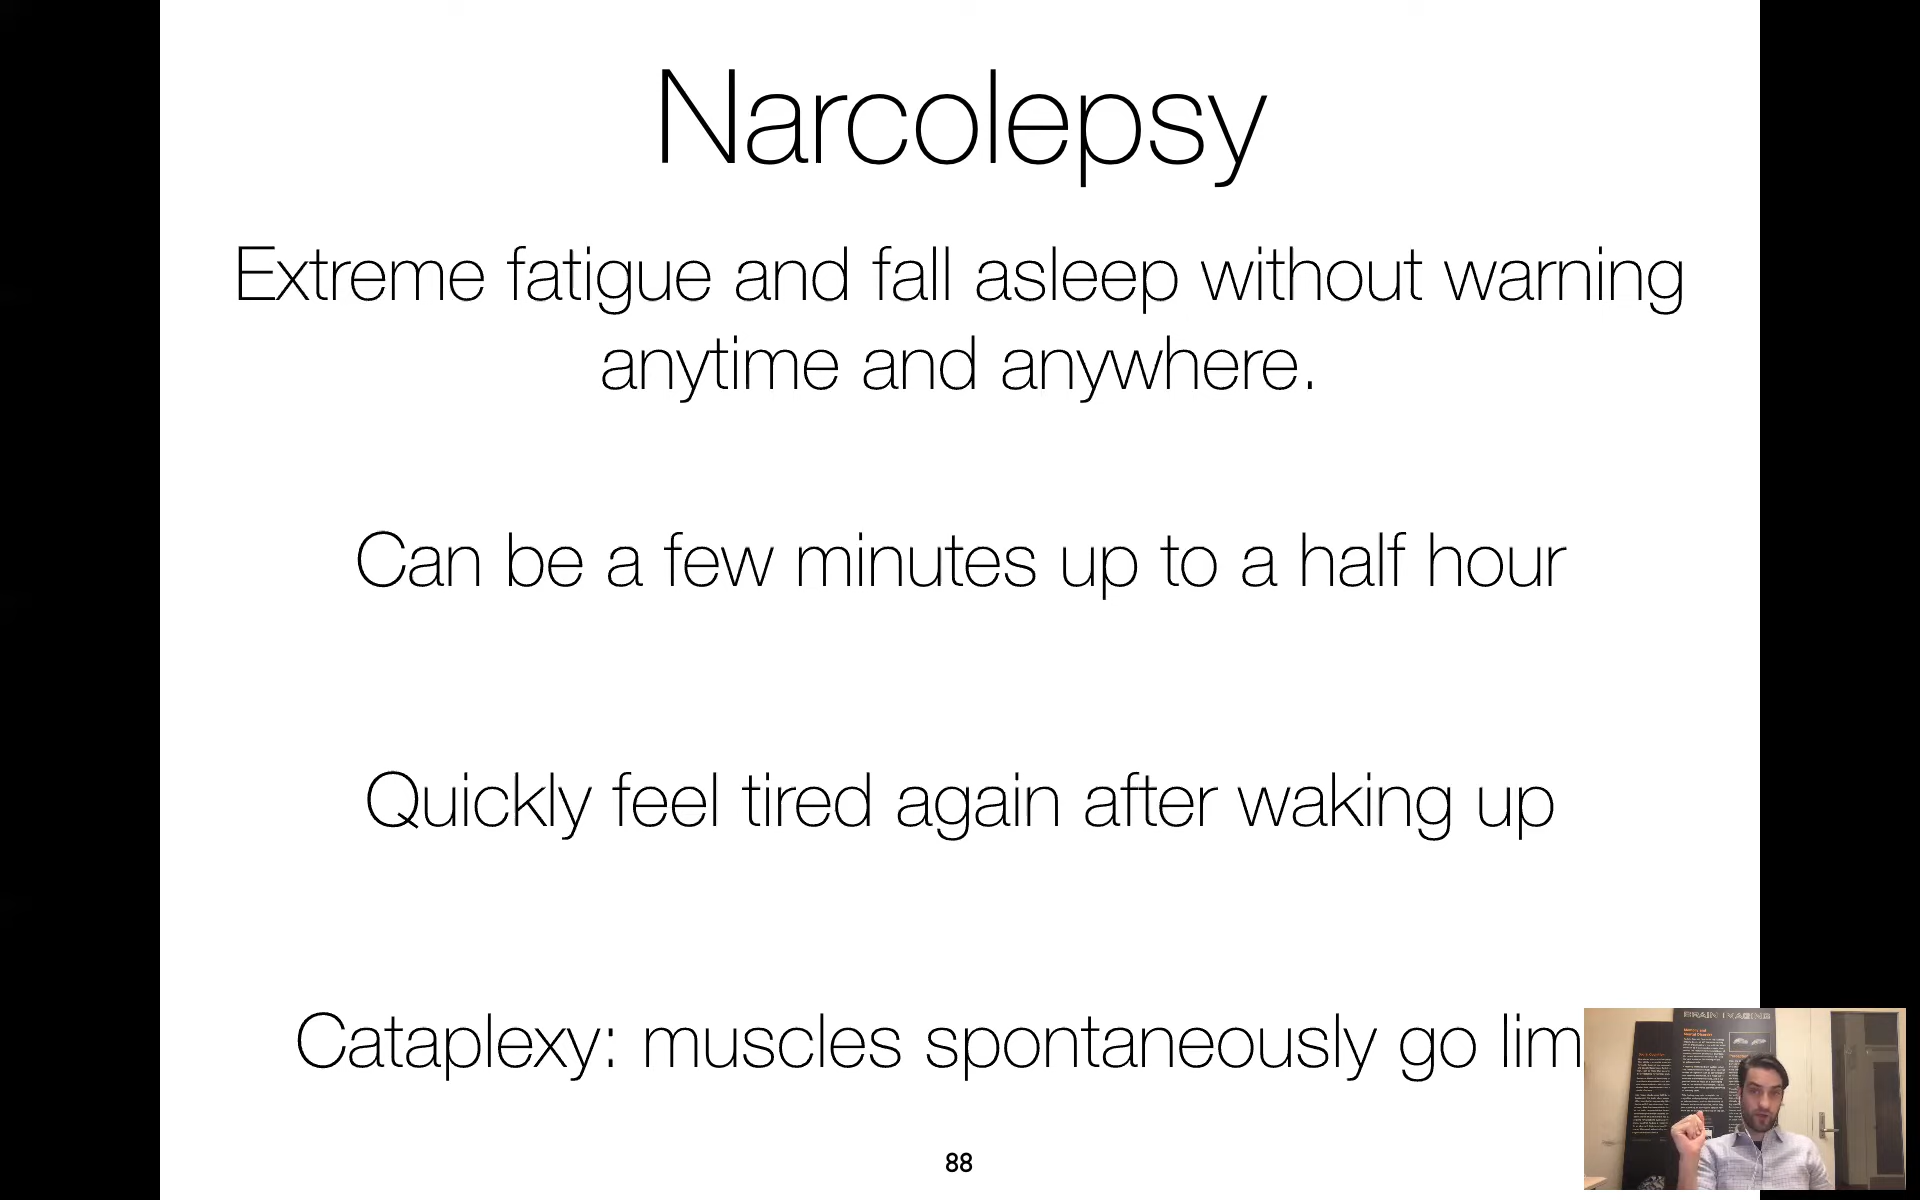 Narcolepsy
Extreme fatigue and fall asleep without warning
anytime and anywhere.
Can be a few minutes up to a half hour
Quickly feel tired again after waking up
Cataplexy: muscles spontaneously go lim
88
BRAIN IMAGING